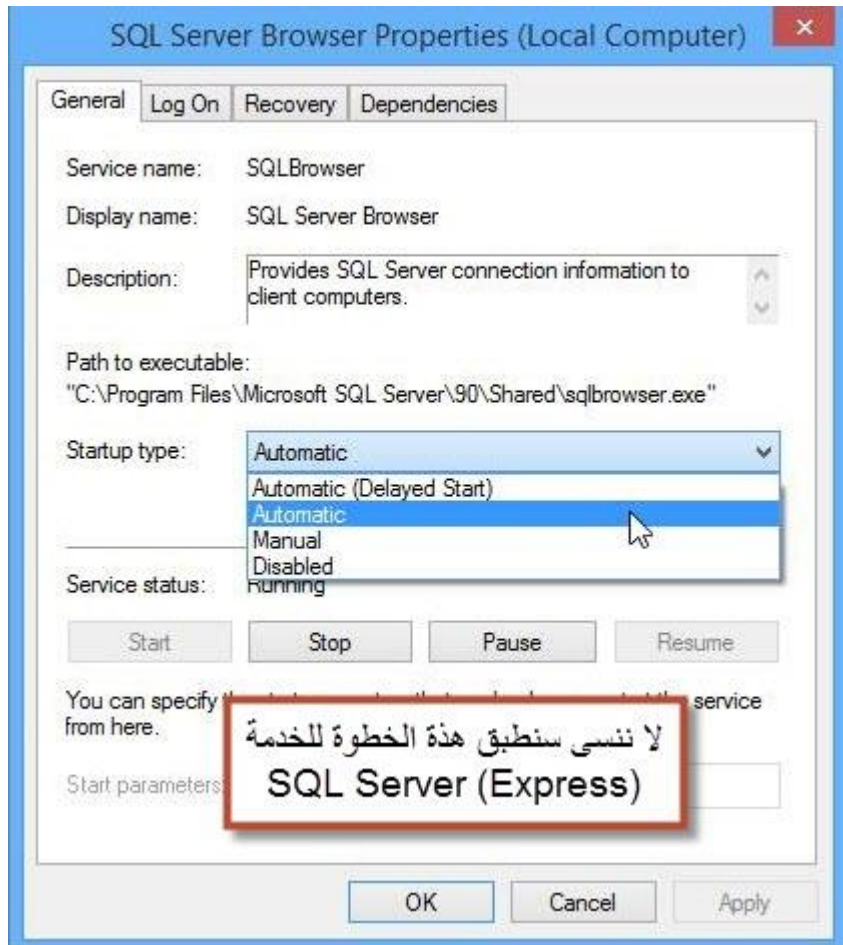 SQL Server Browser Properties (Local Computer)
General Log On Recovery Dependencies
Service name: SQLBrowser
Display name: SQL Server Browser
Description: Provides SQL Server connection information to
client computers.
Path to executable:
"C:\Program Files\Microsoft SQL Server\90\Shared\sqlbrowser.exe"
Startup type: Automatic
Automatic (Delayed Start)
Automatic
Manual
Disabled
Service status: Running
Start Stop Pause Resume
You can specify service
from here.
لا ننسى سنطبق هذة الخطوة للخدمة
SQL Server (Express)
Start parameters:
OK Cancel Apply